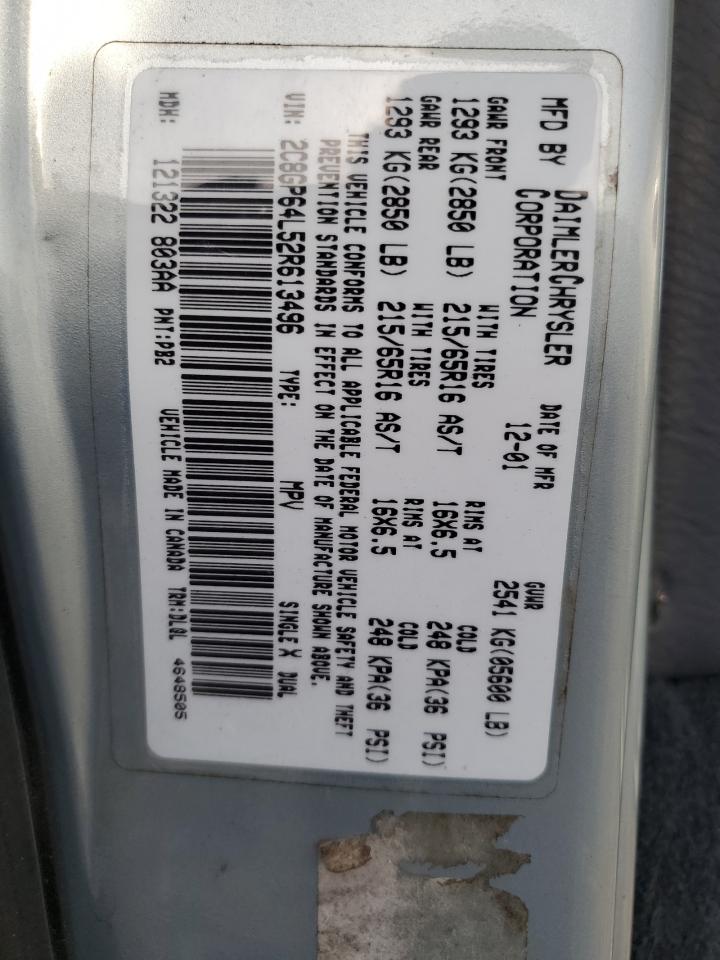 MFD BY DAIMLERCHRYSLER CORPORATION
DATE OF MFR 12-01
GVWR 2541 KG(05600 LB)
GAWR FRONT WITH TIRES RIMS AT COLD
1293 KG(2850 LB) 215/65R16 AS/T 16X6.5 248 KPA(36 PSI)
GAWR REAR WITH TIRES RIMS AT COLD
1293 KG(2850 LB) 215/65R16 AS/T 16X6.5 248 KPA(36 PSI)
THIS VEHICLE CONFORMS TO ALL APPLICABLE FEDERAL MOTOR VEHICLE SAFETY AND THEFT
PREVENTION STANDARDS IN EFFECT ON THE DATE OF MANUFACTURE SHOWN ABOVE.
VIN: 2C8GP64L52R613496 TYPE: MPV SINGLE X DUAL
MDH: 121322 803AA PNT:PB2 VEHICLE MADE IN CANADA TRM:DLQL 4648505